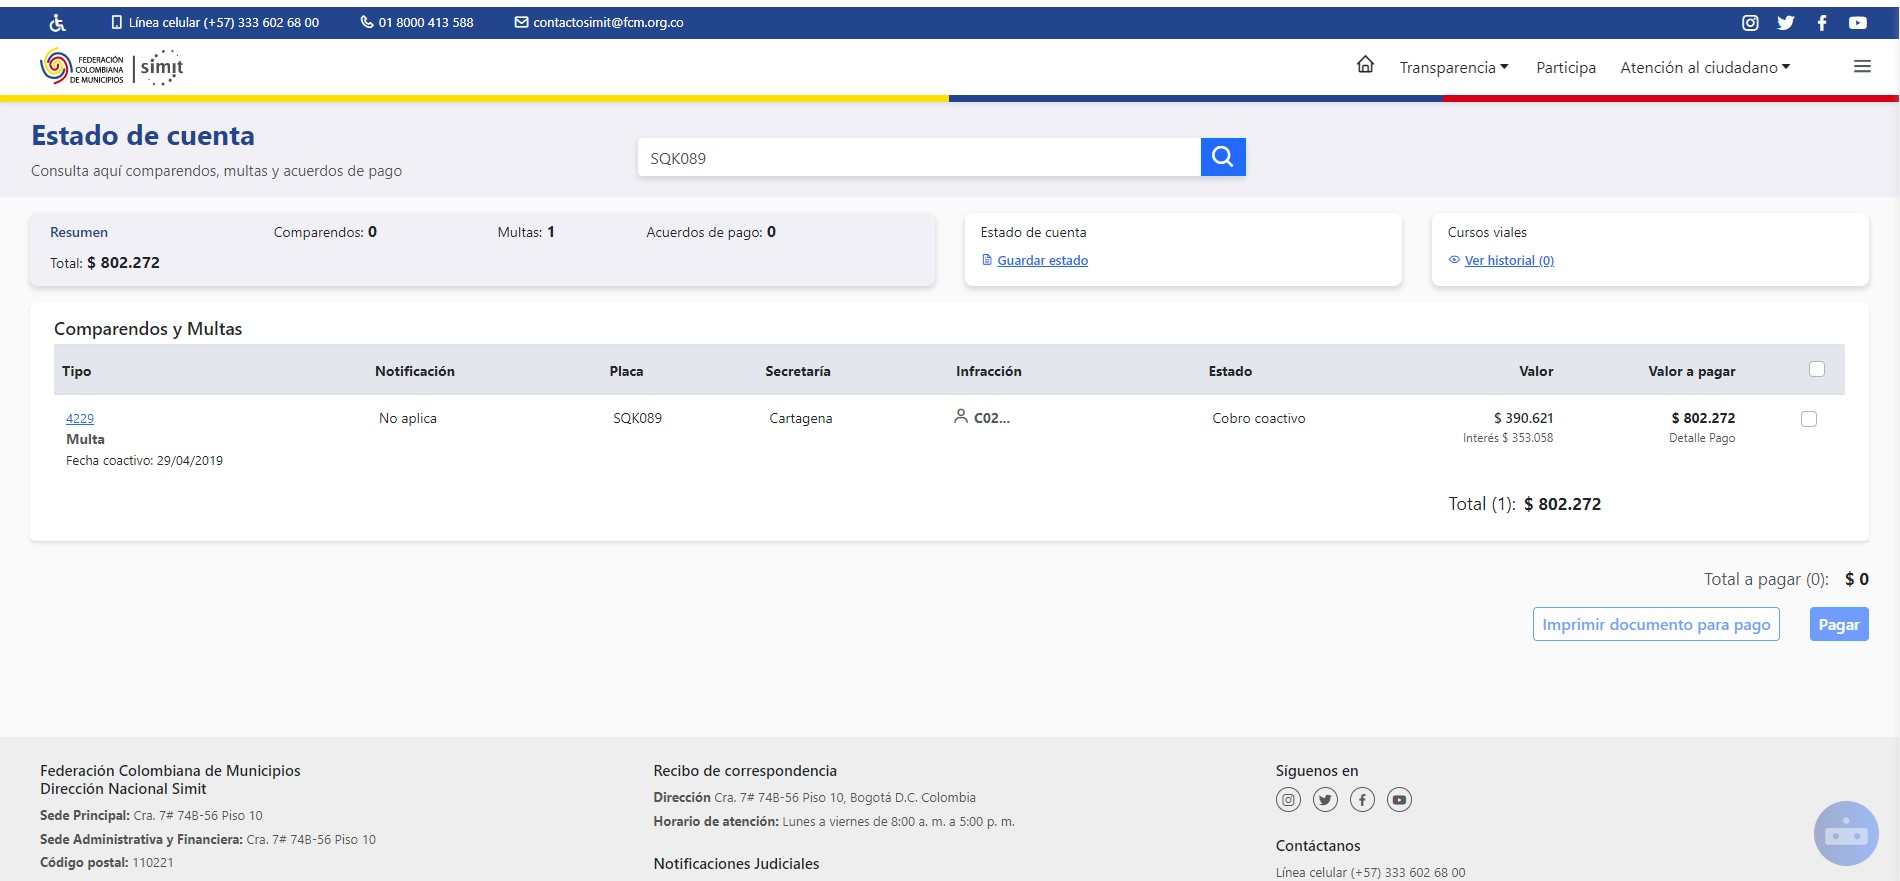 Línea celular (+57) 333 602 68 00 01 8000 413 588 contactosimit@fcm.org.co
FEDERACIÓN
COLOMBIANA
DE MUNICIPIOS
simit
Transparencia Participa Atención al ciudadano
Estado de cuenta
Consulta aquí comparendos, multas y acuerdos de pago
SQK089
Resumen Comparendos: 0 Multas: 1 Acuerdos de pago: 0
Total: $ 802.272
Estado de cuenta
Guardar estado
Cursos viales
Ver historial (0)
Comparendos y Multas
Tipo Notificación Placa Secretaría Infracción Estado Valor Valor a pagar
4229 No aplica SQK089 Cartagena C02... Cobro coactivo $ 390.621 $ 802.272
Multa Interés $ 353.058 Detalle Pago
Fecha coactivo: 29/04/2019
Total (1): $ 802.272
Total a pagar (0): $ 0
Imprimir documento para pago Pagar
Federación Colombiana de Municipios
Dirección Nacional Simit
Sede Principal: Cra. 7# 74B-56 Piso 10
Sede Administrativa y Financiera: Cra. 7# 74B-56 Piso 10
Código postal: 110221
Recibo de correspondencia
Dirección Cra. 7# 74B-56 Piso 10, Bogotá D.C. Colombia
Horario de atención: Lunes a viernes de 8:00 a. m. a 5:00 p. m.
Notificaciones Judiciales
Síguenos en
Contáctanos
Línea celular (+57) 333 602 68 00